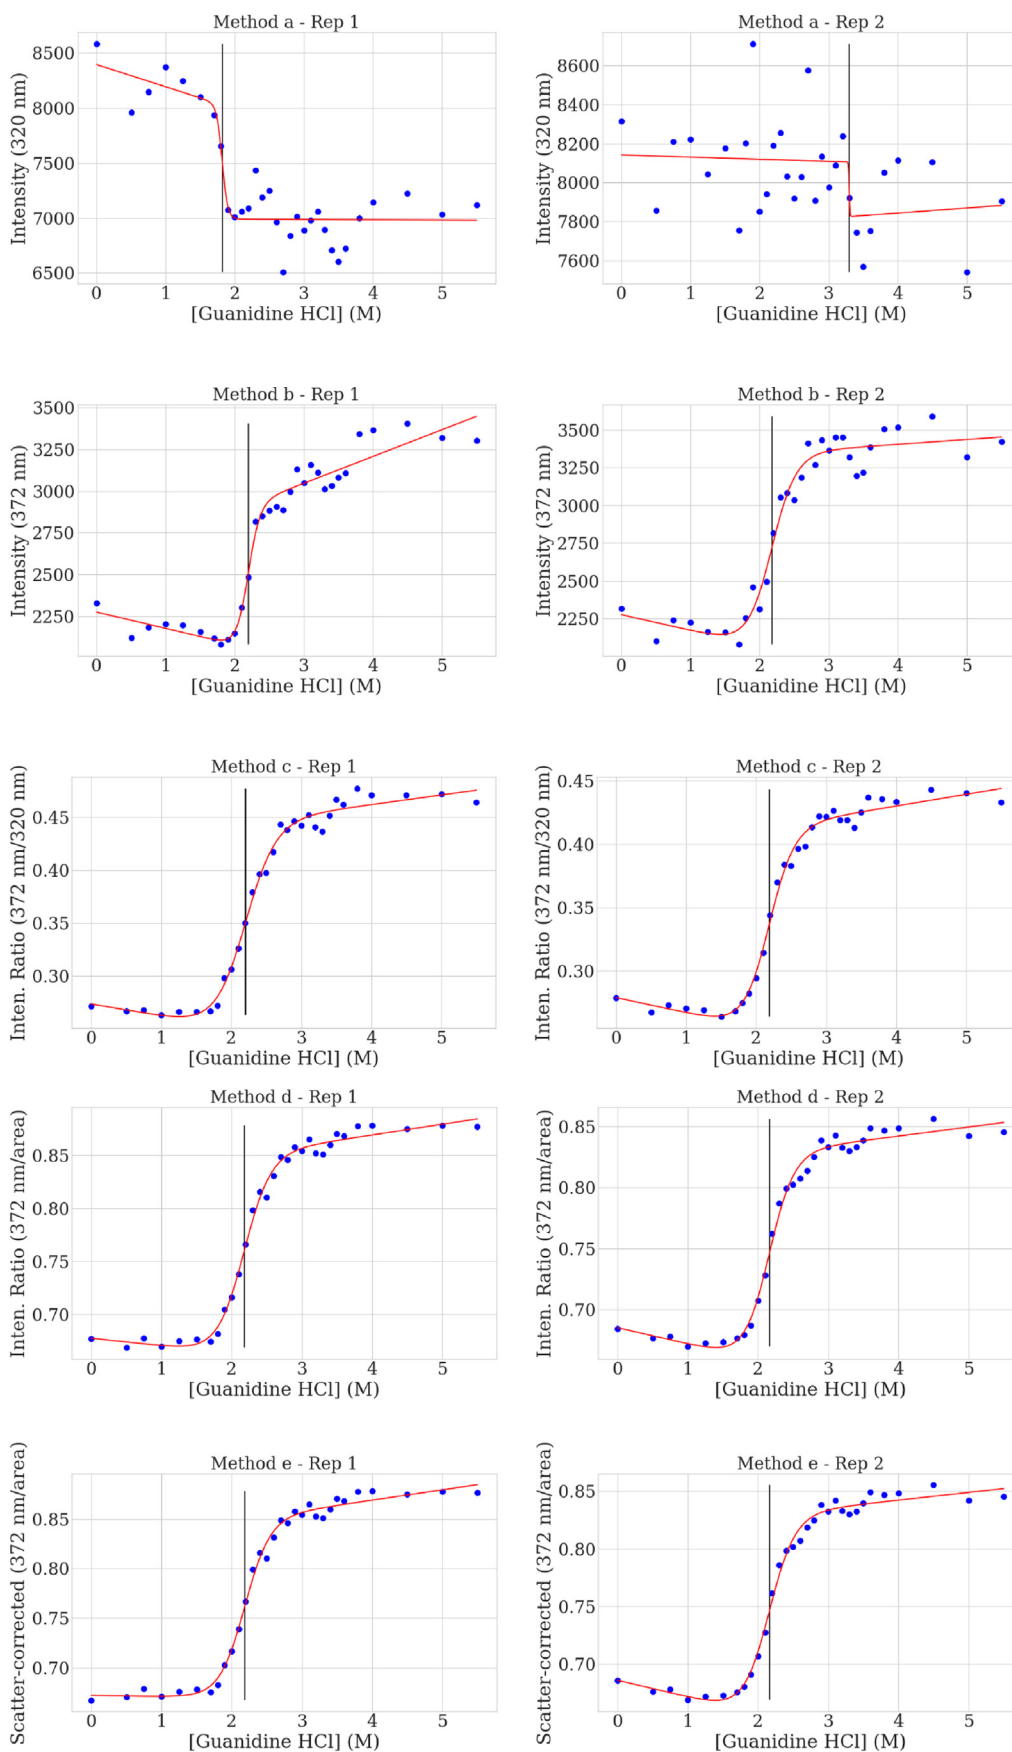 Method a - Rep 1
Intensity (320 nm)
8500
8000
7500
7000
6500
0 1 2 3 4 5
[Guanidine HCl] (M)
Method a - Rep 2
Intensity (320 nm)
8600
8400
8200
8000
7800
7600
0 1 2 3 4 5
[Guanidine HCl] (M)
Method b - Rep 1
Intensity (372 nm)
3500
3250
3000
2750
2500
2250
0 1 2 3 4 5
[Guanidine HCl] (M)
Method b - Rep 2
Intensity (372 nm)
3500
3250
3000
2750
2500
2250
0 1 2 3 4 5
[Guanidine HCl] (M)
Method c - Rep 1
Inten. Ratio (372 nm/320 nm)
0.45
0.40
0.35
0.30
0 1 2 3 4 5
[Guanidine HCl] (M)
Method c - Rep 2
Inten. Ratio (372 nm/320 nm)
0.45
0.40
0.35
0.30
0 1 2 3 4 5
[Guanidine HCl] (M)
Method d - Rep 1
Inten. Ratio (372 nm/area)
0.85
0.80
0.75
0.70
0 1 2 3 4 5
[Guanidine HCl] (M)
Method d - Rep 2
Inten. Ratio (372 nm/area)
0.85
0.80
0.75
0.70
0 1 2 3 4 5
[Guanidine HCl] (M)
Method e - Rep 1
Scatter-corrected (372 nm/area)
0.85
0.80
0.75
0.70
0 1 2 3 4 5
[Guanidine HCl] (M)
Method e - Rep 2
Scatter-corrected (372 nm/area)
0.85
0.80
0.75
0.70
0 1 2 3 4 5
[Guanidine HCl] (M)